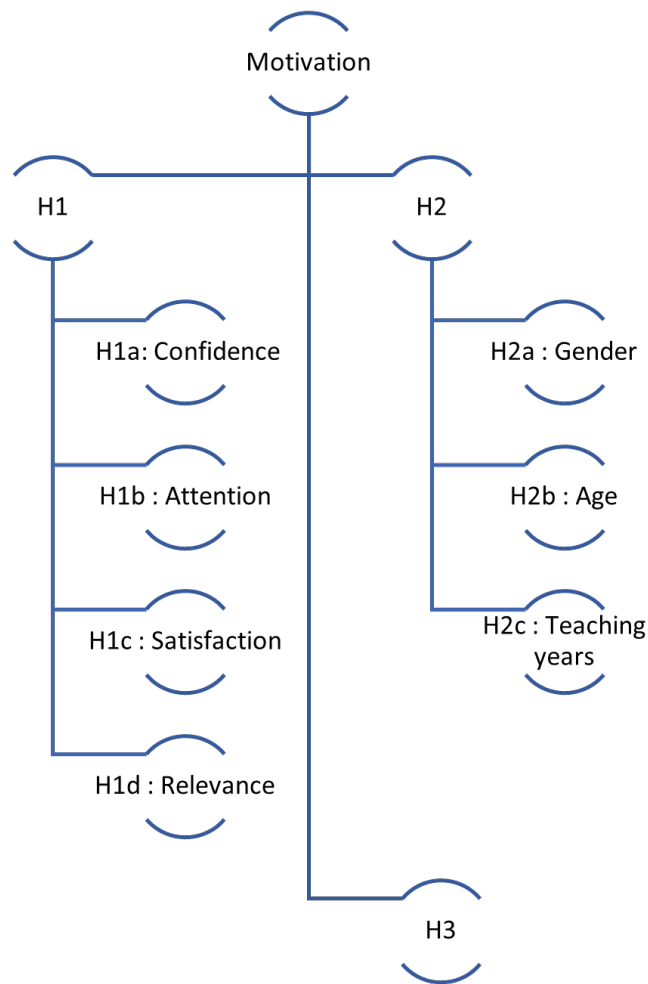 Motivation
H1
H2
H1a: Confidence
H2a : Gender
H1b : Attention
H2b : Age
H1c : Satisfaction
H2c : Teaching
years
H1d : Relevance
H3